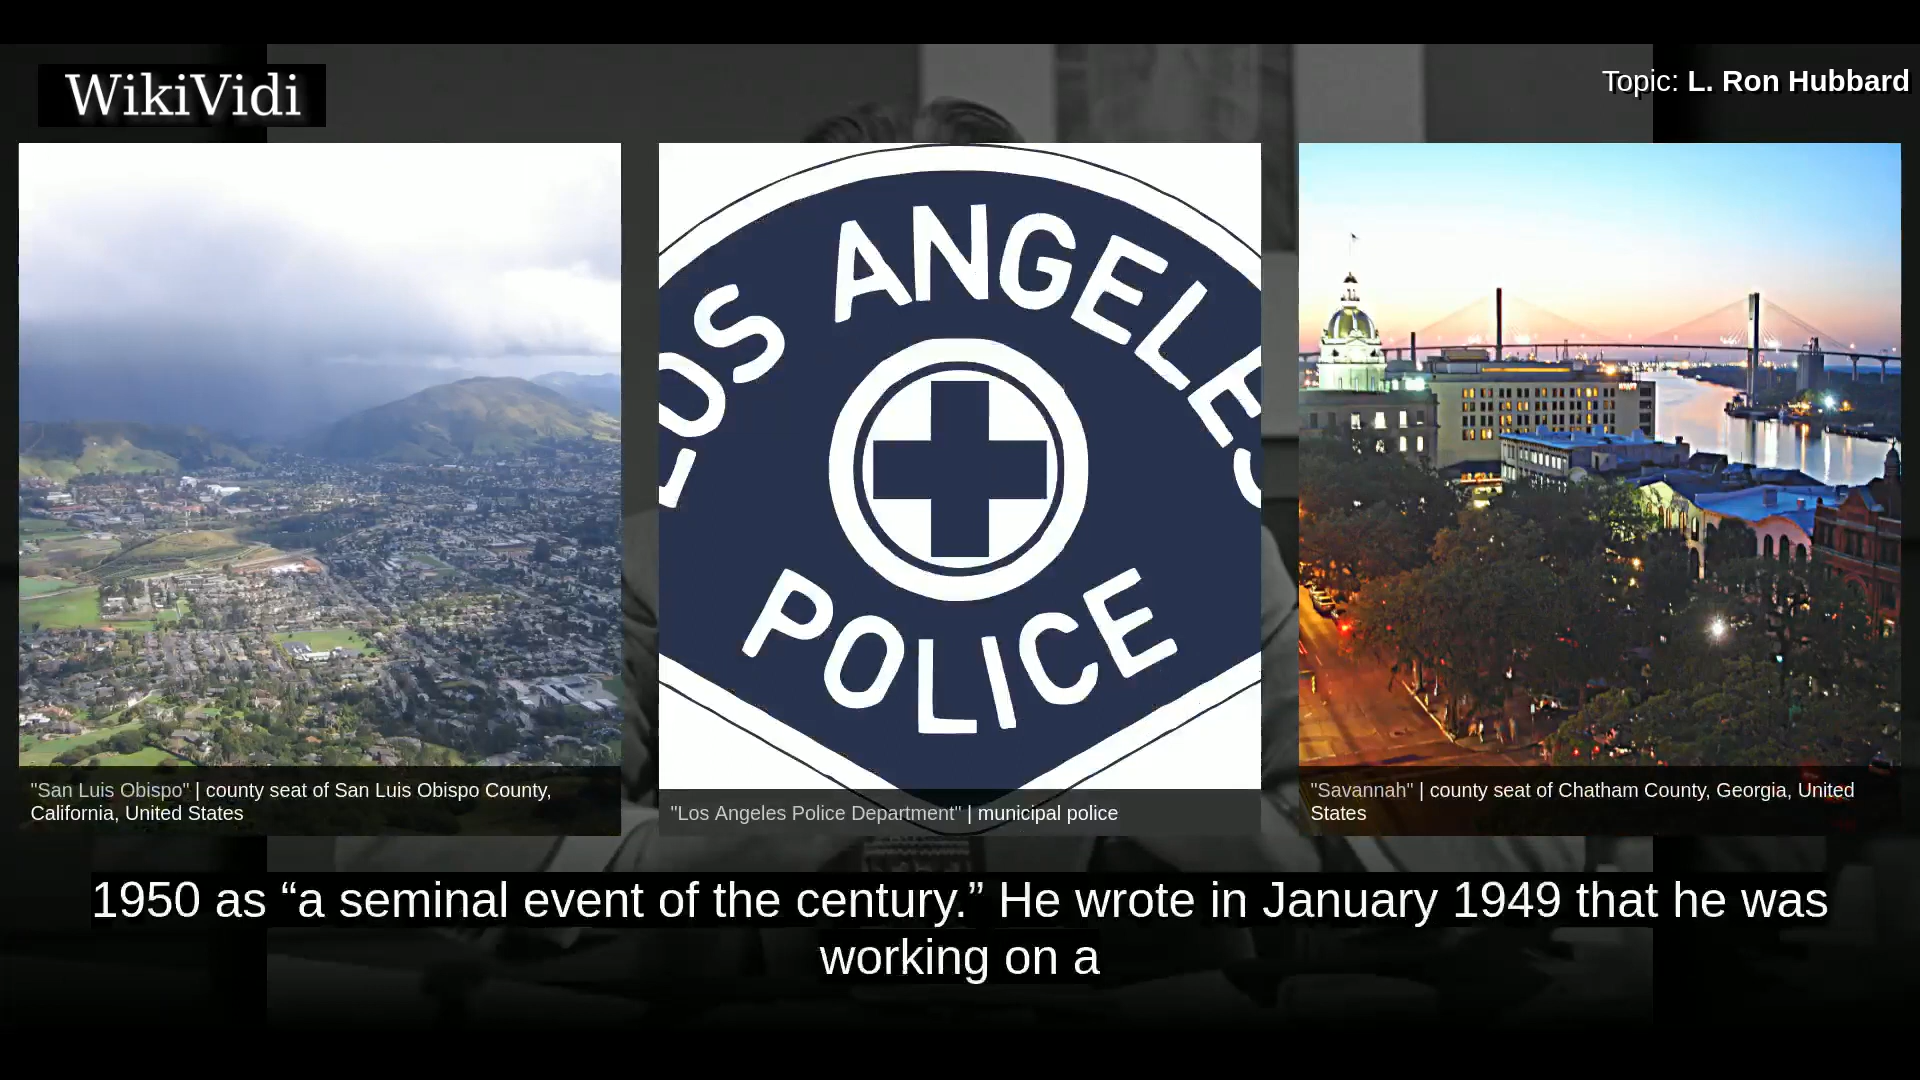 WikiVidi
Topic: L. Ron Hubbard
LOS ANGELES
POLICE
"San Luis Obispo" | county seat of San Luis Obispo County,
California, United States
"Los Angeles Police Department" | municipal police
"Savannah" | county seat of Chatham County, Georgia, United
States
1950 as “a seminal event of the century.” He wrote in January 1949 that he was
working on a